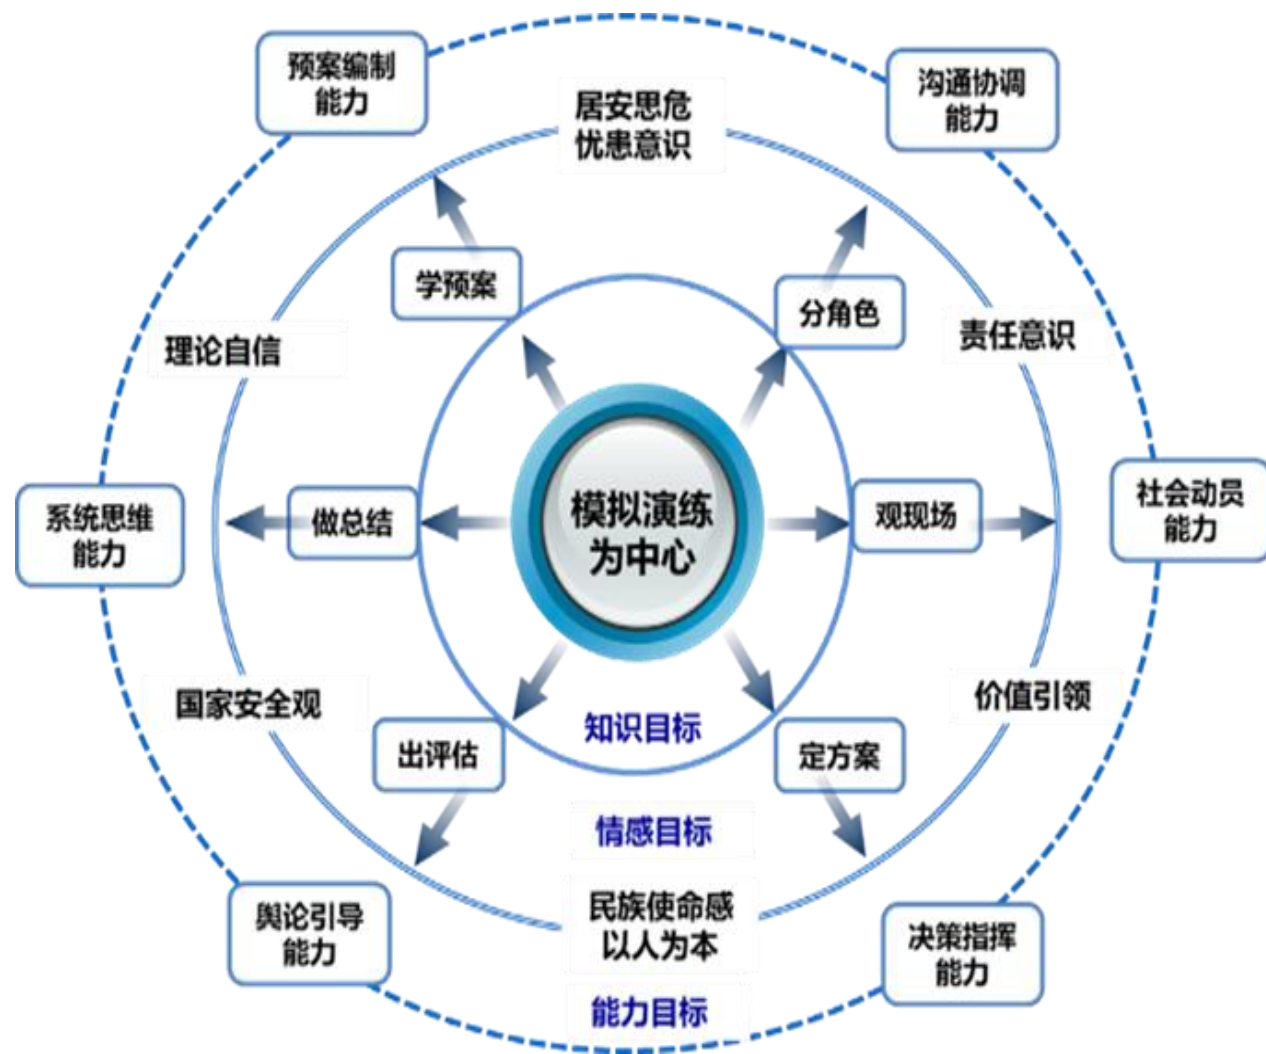 预案编制
能力
沟通协调
能力
居安思危
忧患意识
学预案
分角色
理论自信
责任意识
系统思维
能力
做总结
模拟演练
为中心
观现场
社会动员
能力
国家安全观
价值引领
知识目标
出评估
定方案
情感目标
舆论引导
能力
民族使命感
以人为本
决策指挥
能力
能力目标